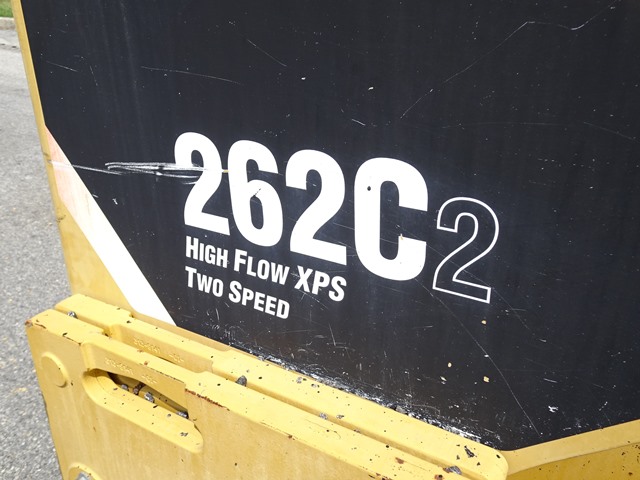 262C2
HIGH FLOW XPS
TWO SPEED